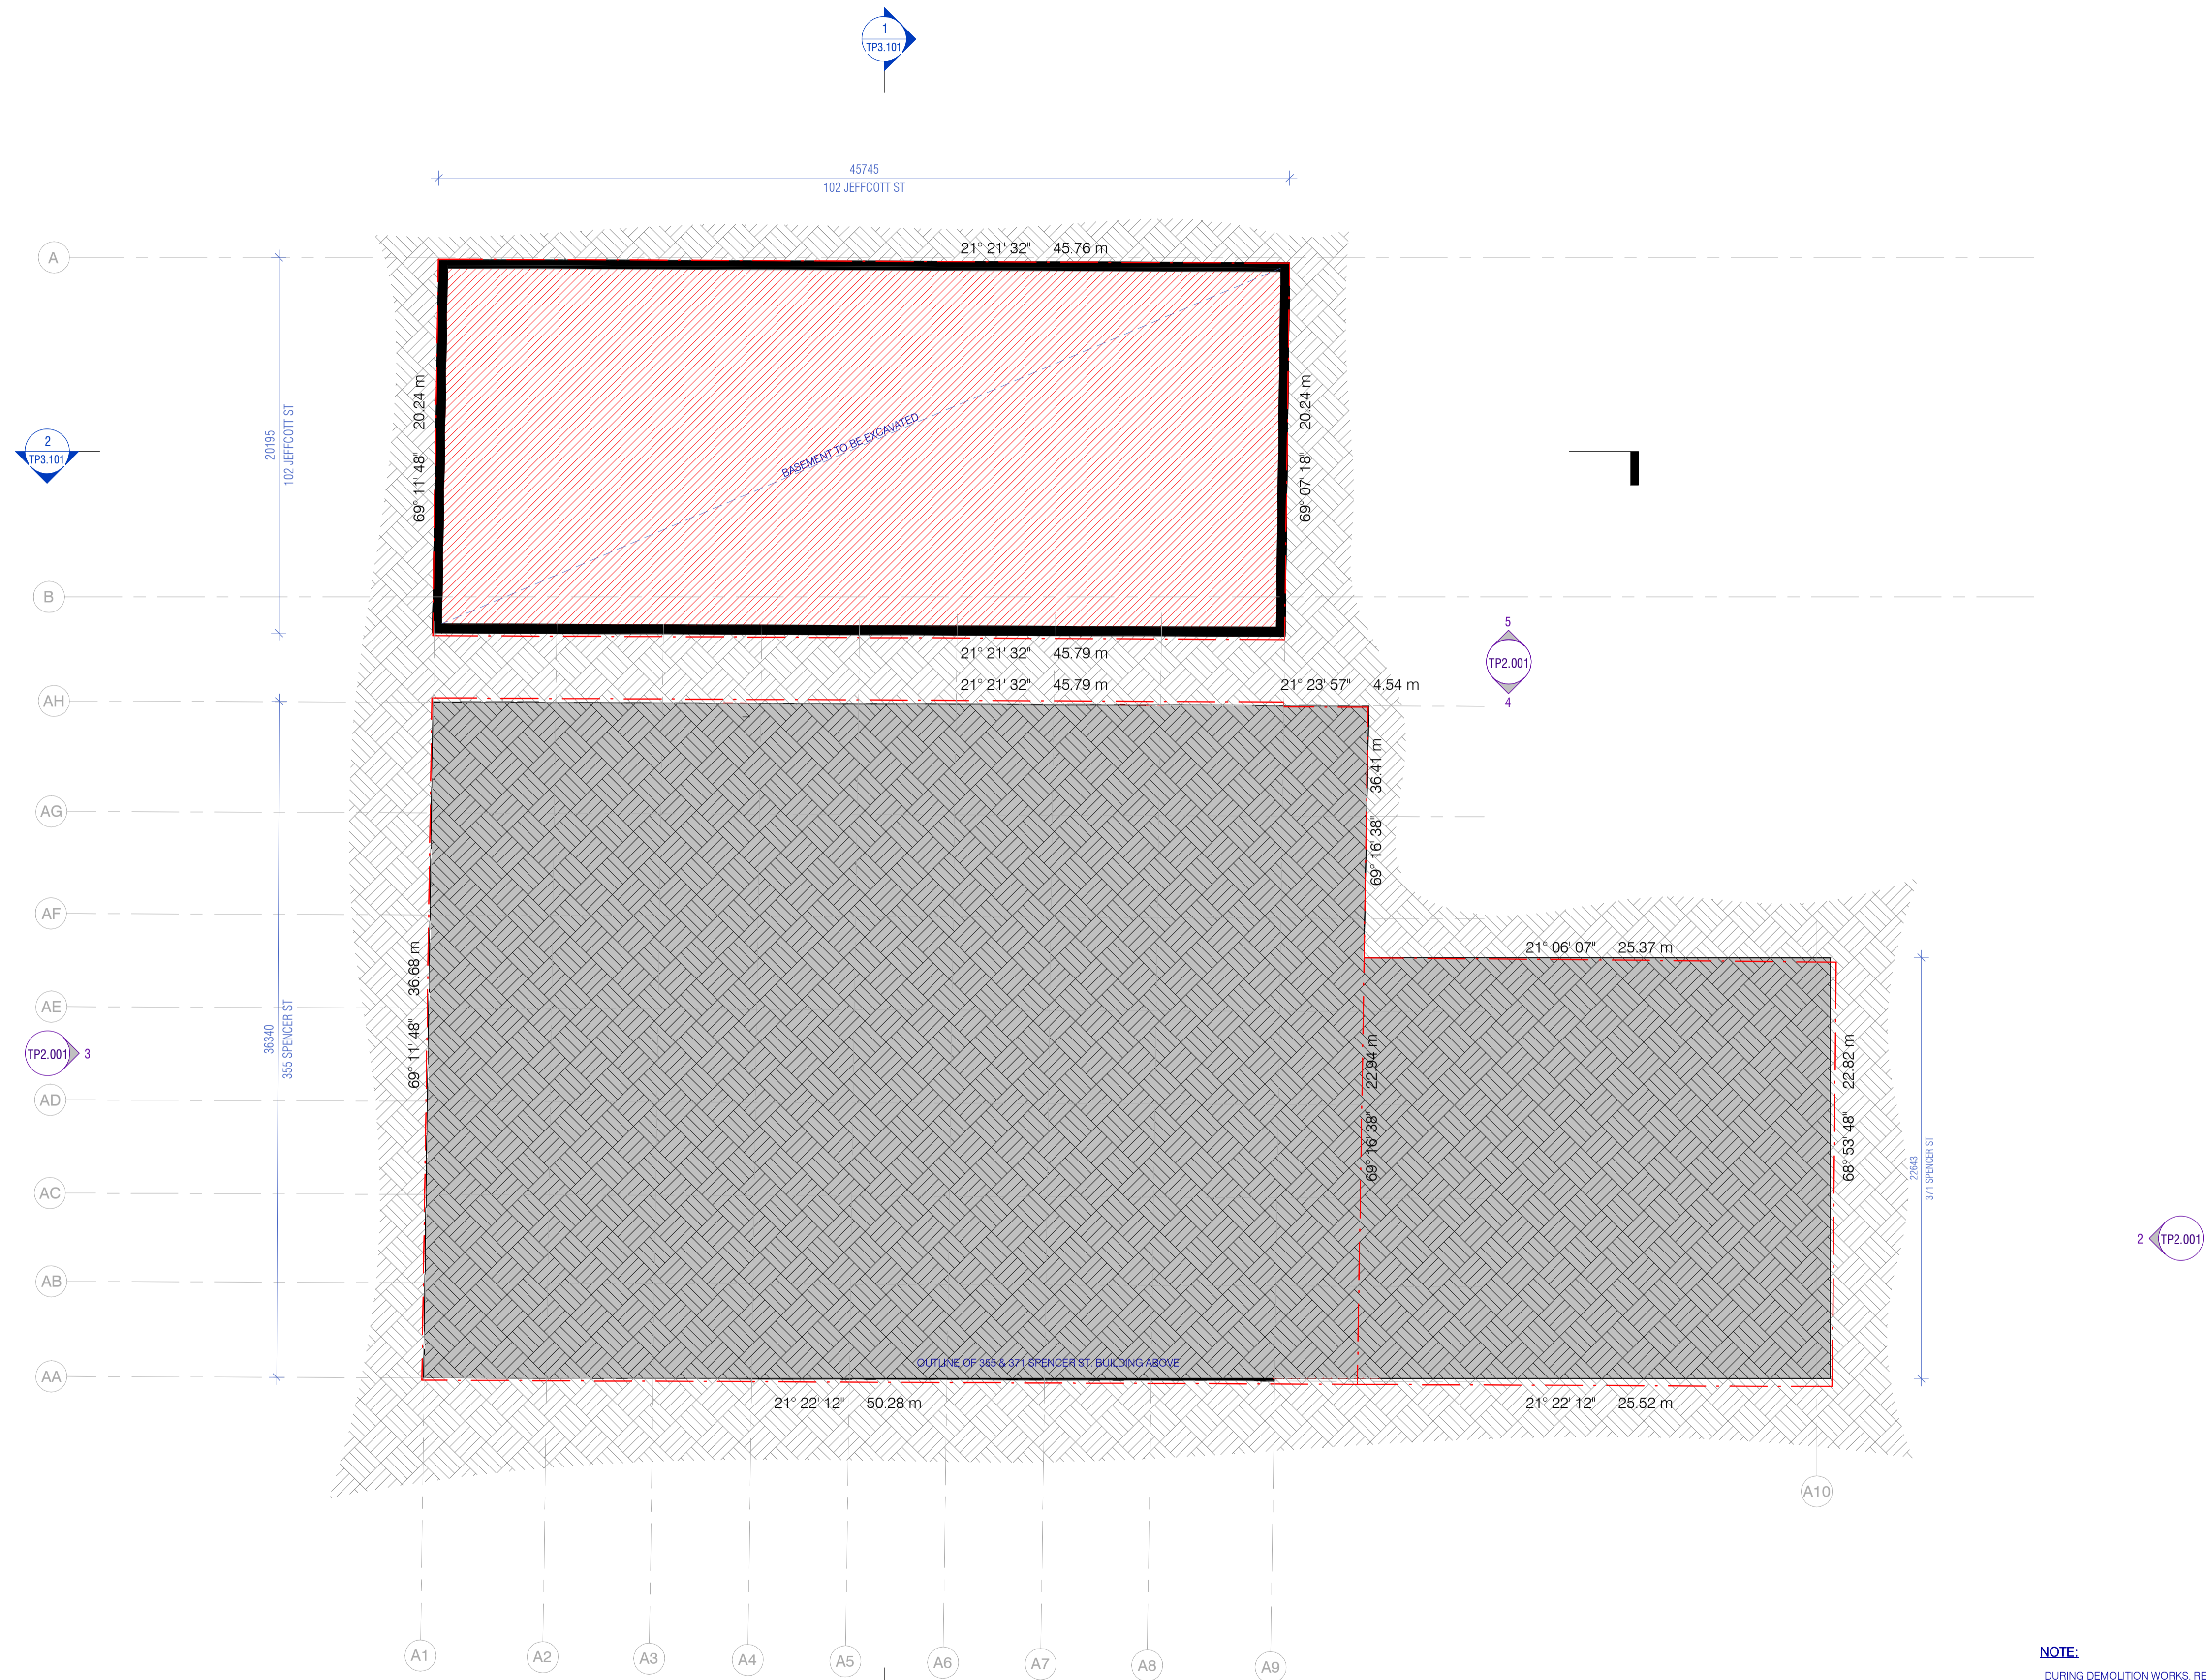 1
TP3.101
45745
102 JEFFCOTT ST
21° 21' 32" 45.76 m
A
20195
102 JEFFCOTT ST
69° 11' 48" 20.24 m
BASEMENT TO BE EXCAVATED
69° 07' 18" 20.24 m
2
TP3.101
B
5
TP2.001
4
21° 21' 32" 45.79 m
21° 21' 32" 45.79 m
21° 23' 57" 4.54 m
AH
69° 16' 38" 36.41 m
AG
AF
21° 06' 07" 25.37 m
69° 11' 48" 36.68 m
AE
36340
355 SPENCER ST
TP2.001
3
69° 16' 38" 22.94 m
68° 53' 48" 22.82 m
AD
22643
371 SPENCER ST
AC
2
TP2.001
AB
OUTLINE OF 355 & 371 SPENCER ST. BUILDING ABOVE
AA
21° 22' 12" 50.28 m
21° 22' 12" 25.52 m
A10
A1
A2
A3
A4
A5
A6
A7
A8
A9
NOTE:
DURING DEMOLITION WORKS, RE